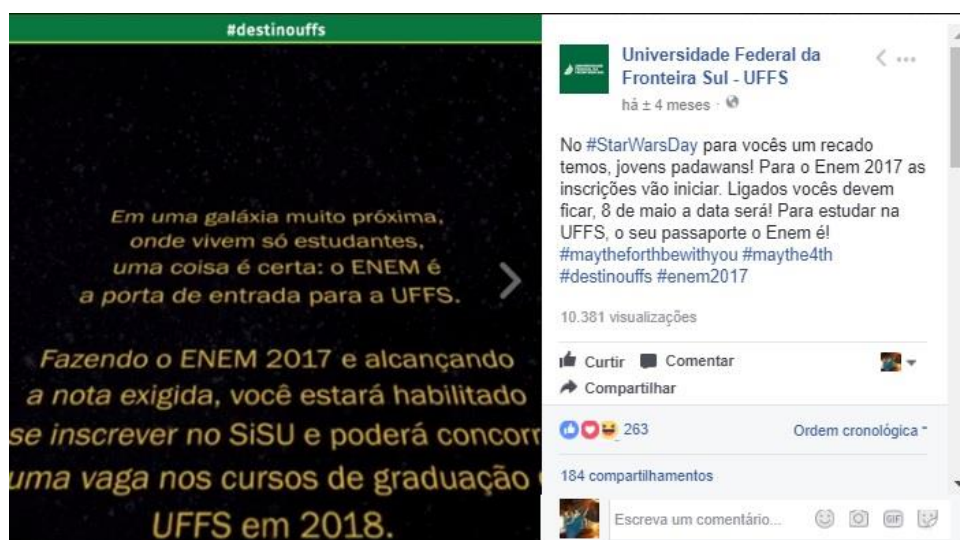 #destinouffs
Em uma galáxia muito próxima,
onde vivem só estudantes,
uma coisa é certa: o ENEM é
a porta de entrada para a UFFS.
Fazendo o ENEM 2017 e alcançando
a nota exigida, você estará habilitado
se inscrever no SiSU e poderá concorr
uma vaga nos cursos de graduação
UFFS em 2018.
Universidade Federal da
Fronteira Sul - UFFS
há ± 4 meses ·
No #StarWarsDay para vocês um recado
temos, jovens padawans! Para o Enem 2017 as
inscrições vão iniciar. Ligados vocês devem
ficar, 8 de maio a data será! Para estudar na
UFFS, o seu passaporte o Enem é!
#maytheforthbewithyou #maythe4th
#destinouffs #enem2017
10.381 visualizações
Curtir Comentar
Compartilhar
263 Ordem cronológica
184 compartilhamentos
Escreva um comentário... GIF